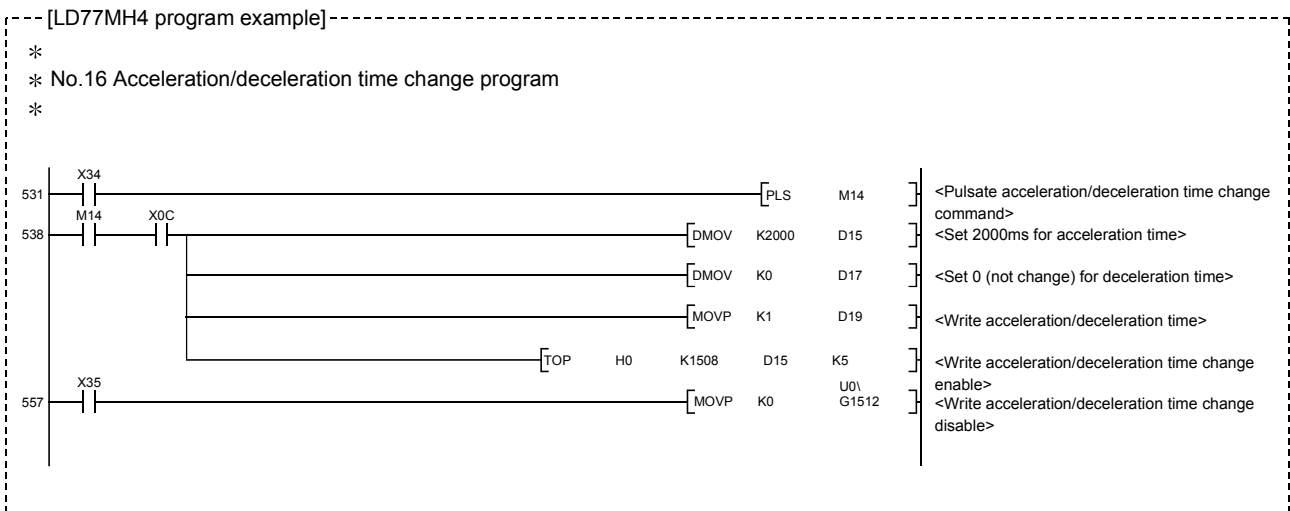 [LD77MH4 program example]
*
* No.16 Acceleration/deceleration time change program
*
X34
531 PLS M14 <Pulsate acceleration/deceleration time change
command>
M14 X0C
538 DMOV K2000 D15 <Set 2000ms for acceleration time>
DMOV K0 D17 <Set 0 (not change) for deceleration time>
MOVP K1 D19 <Write acceleration/deceleration time>
TOP H0 K1508 D15 K5 <Write acceleration/deceleration time change
enable>
X35 U0\
557 MOVP K0 G1512 <Write acceleration/deceleration time change
disable>